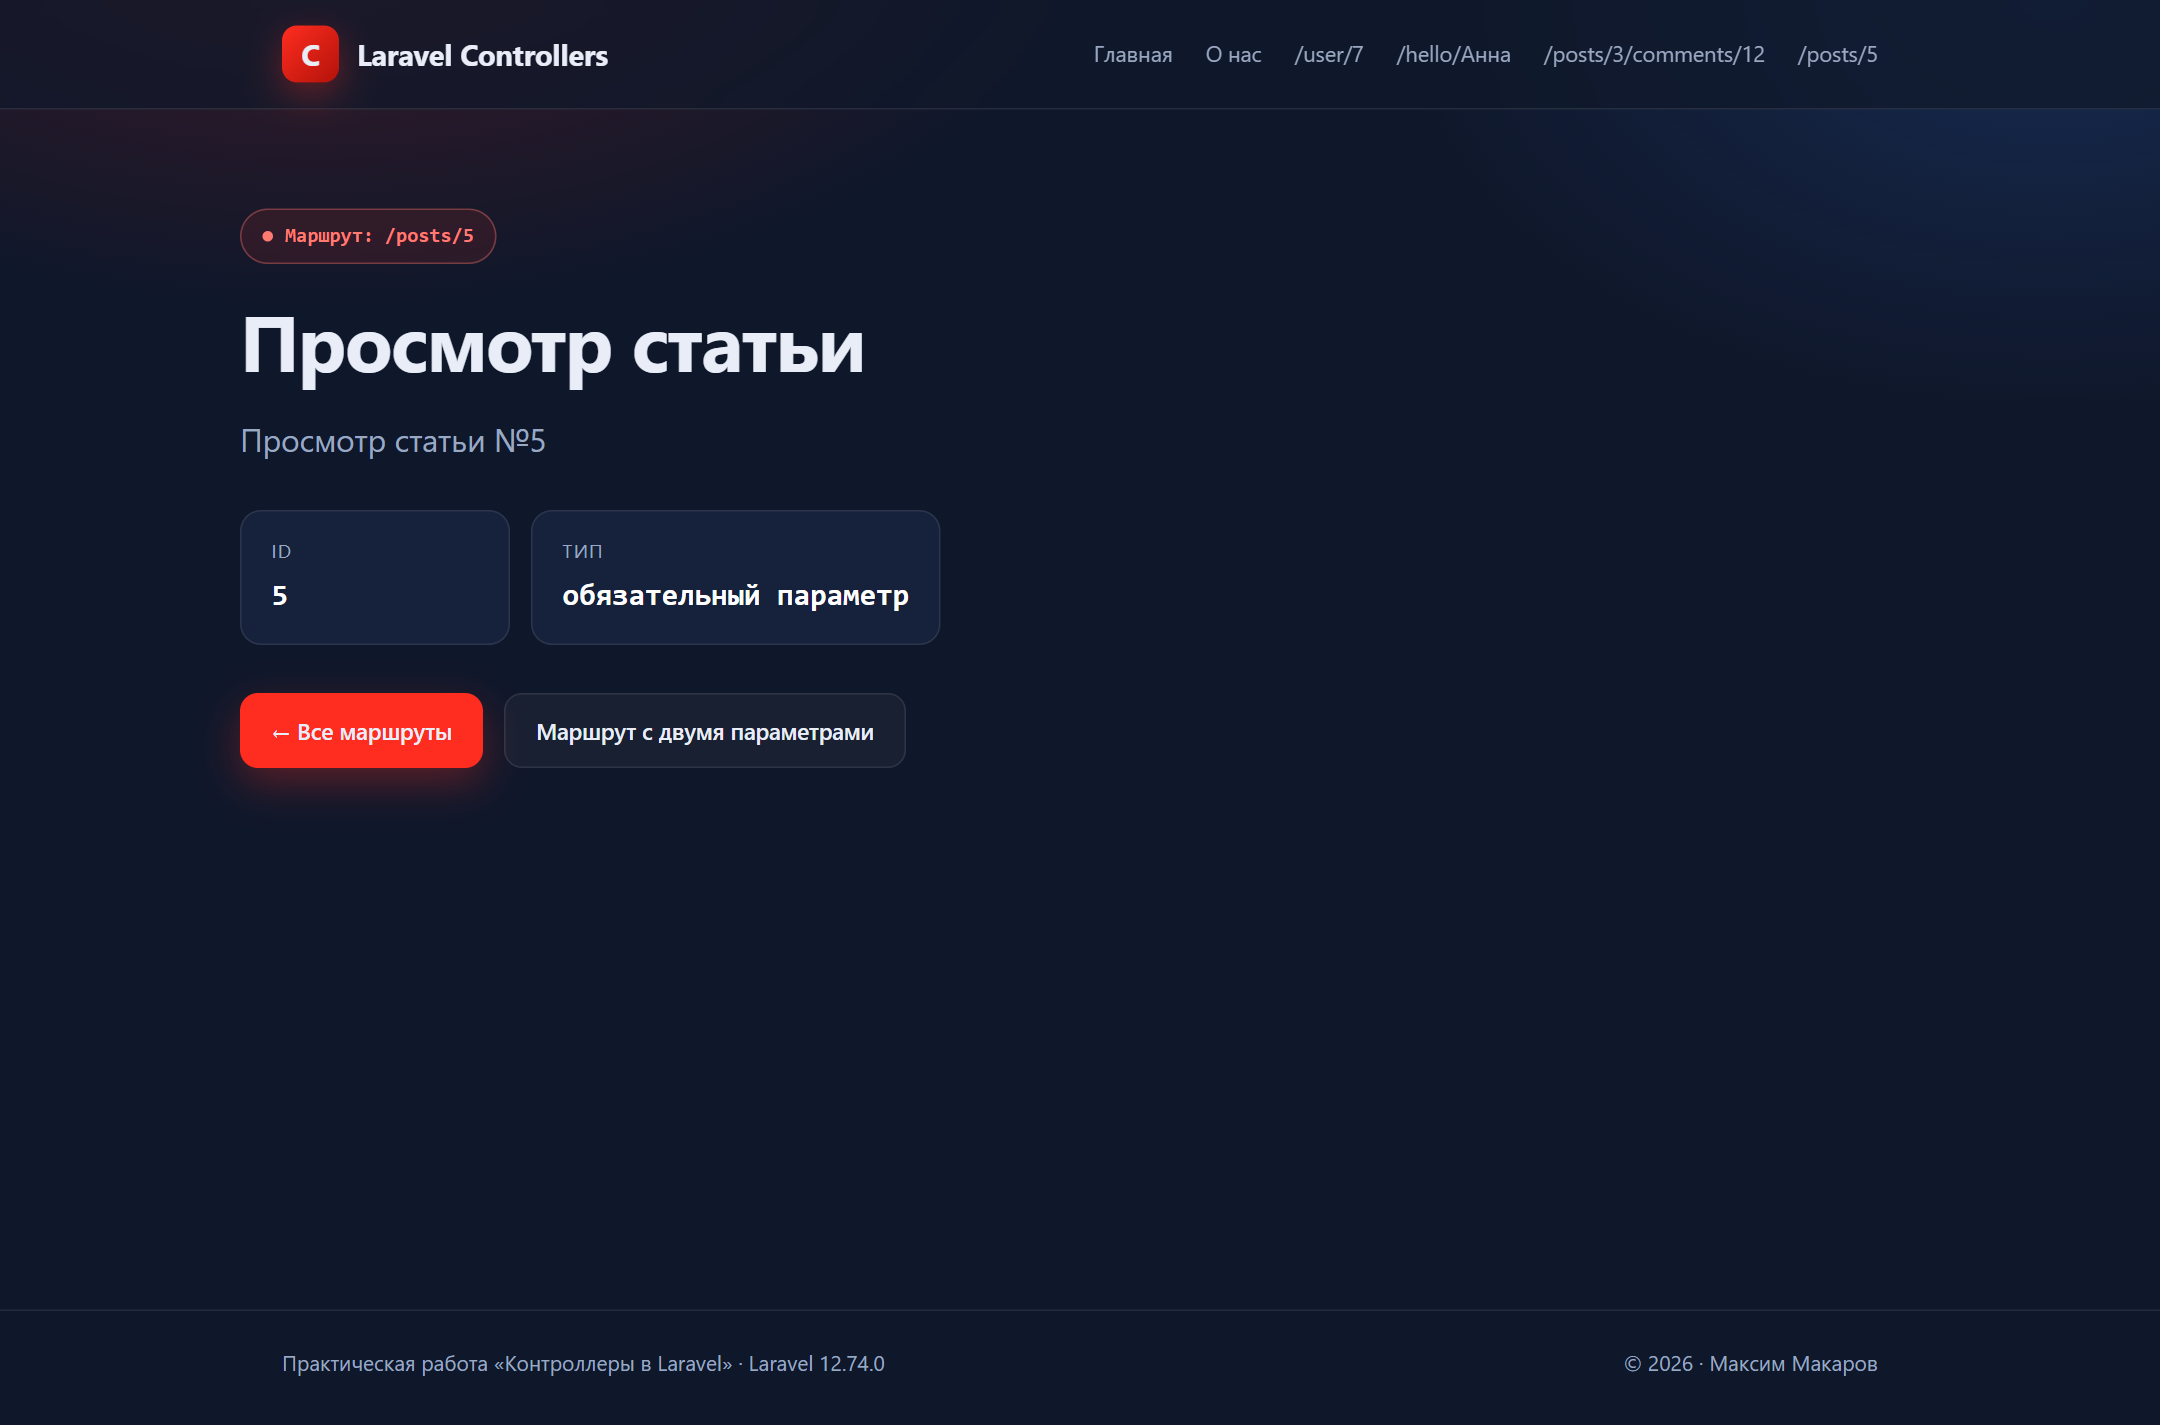 C
Laravel Controllers
Главная
О нас
/user/7
/hello/Анна
/posts/3/comments/12
/posts/5
Маршрут: /posts/5
Просмотр статьи
Просмотр статьи №5
ID
5
ТИП
обязательный параметр
← Все маршруты
Маршрут с двумя параметрами
Практическая работа «Контроллеры в Laravel» · Laravel 12.74.0
© 2026 · Максим Макаров